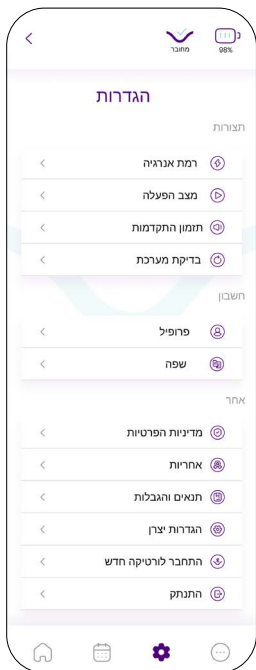 מחובר
98%
הגדרות
תצורות
רמת אנרגיה
מצב הפעלה
תזמון התקדמות
בדיקת מערכת
חשבון
פרופיל
שפה
אחר
מדיניות הפרטיות
אחריות
תנאים והגבלות
הגדרות יצרן
התחבר לורטיקה חדש
התנתק